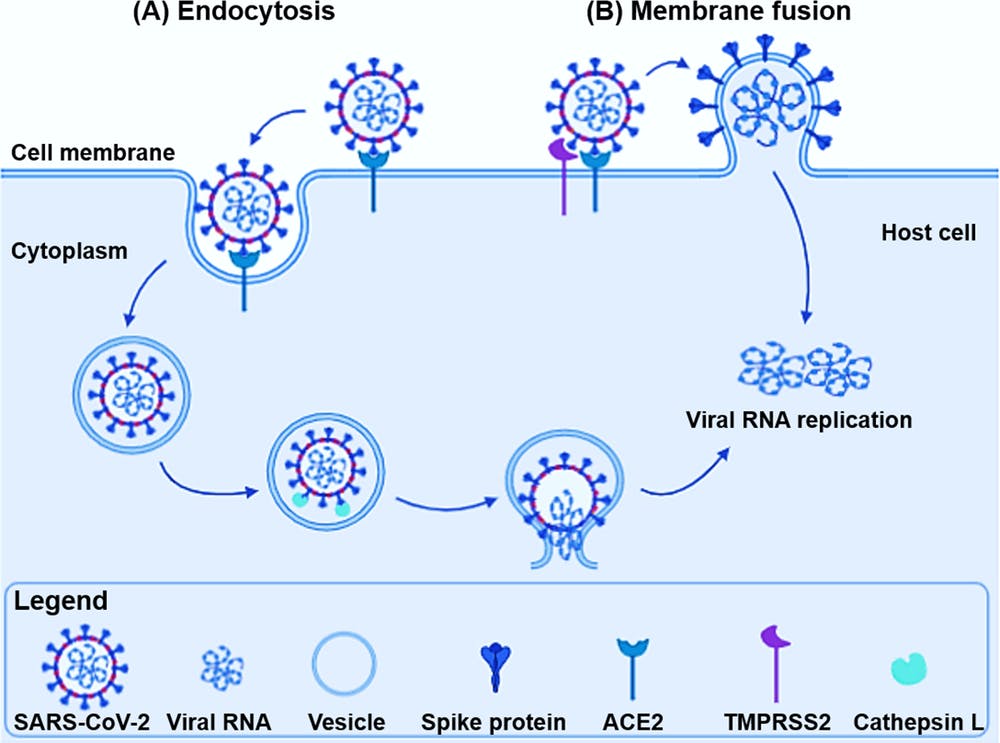 (A) Endocytosis
(B) Membrane fusion
Cell membrane
Cytoplasm
Host cell
Viral RNA replication
Legend
SARS-CoV-2
Viral RNA
Vesicle
Spike protein
ACE2
TMPRSS2
Cathepsin L